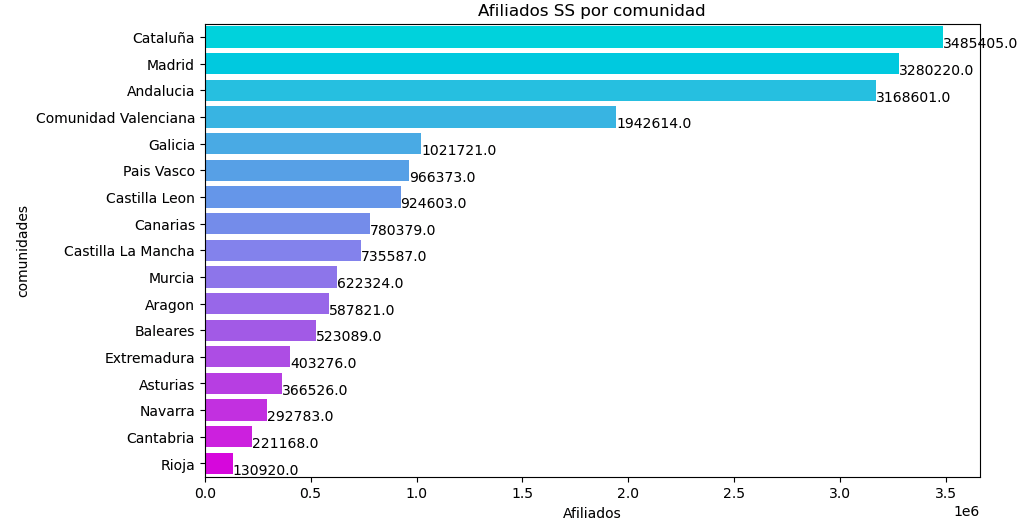 Afiliados SS por comunidad
comunidades
Cataluña 3485405.0
Madrid 3280220.0
Andalucia 3168601.0
Comunidad Valenciana 1942614.0
Galicia 1021721.0
Pais Vasco 966373.0
Castilla Leon 924603.0
Canarias 780379.0
Castilla La Mancha 735587.0
Murcia 622324.0
Aragon 587821.0
Baleares 523089.0
Extremadura 403276.0
Asturias 366526.0
Navarra 292783.0
Cantabria 221168.0
Rioja 130920.0
0.0 0.5 1.0 1.5 2.0 2.5 3.0 3.5
1e6
Afiliados